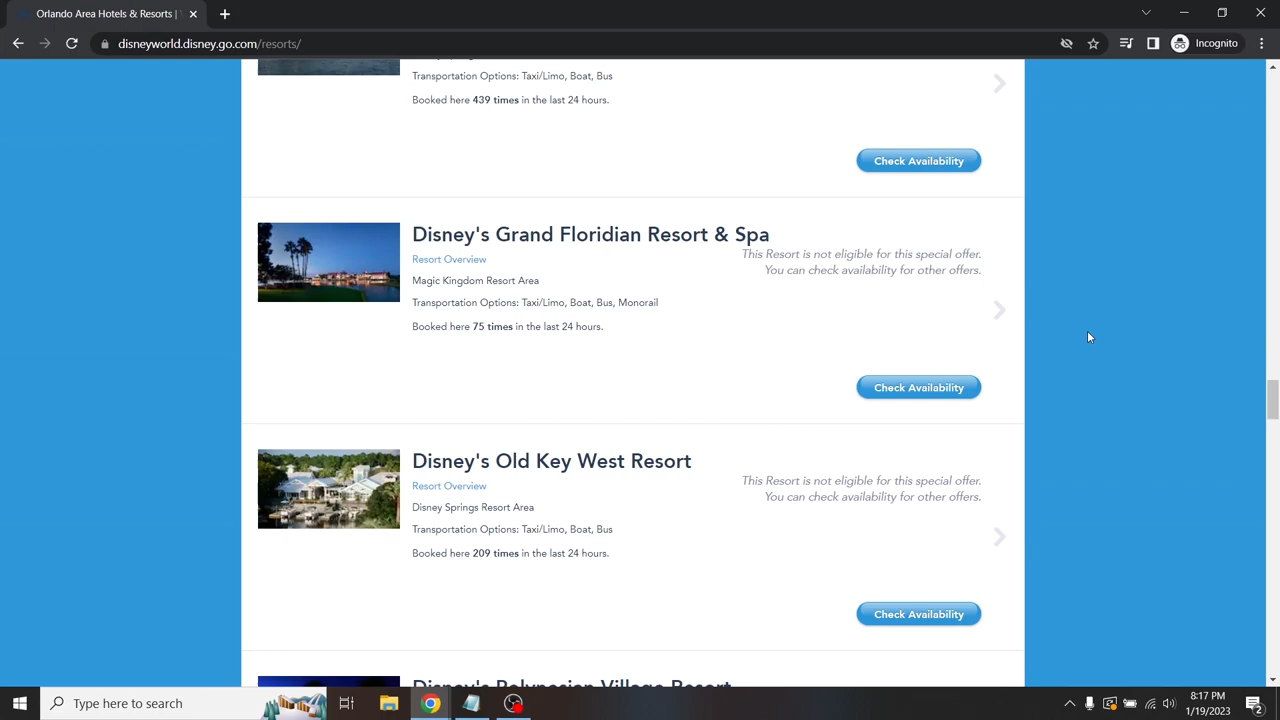 Orlando Area Hotels & Resorts |
disneyworld.disney.go.com/resorts/
Incognito
Transportation Options: Taxi/Limo, Boat, Bus
Booked here 439 times in the last 24 hours.
Check Availability
Disney's Grand Floridian Resort & Spa
This Resort is not eligible for this special offer.
Resort Overview
You can check availability for other offers.
Magic Kingdom Resort Area
Transportation Options: Taxi/Limo, Boat, Bus, Monorail
Booked here 75 times in the last 24 hours.
Check Availability
Disney's Old Key West Resort
This Resort is not eligible for this special offer.
Resort Overview
You can check availability for other offers.
Disney Springs Resort Area
Transportation Options: Taxi/Limo, Boat, Bus
Booked here 209 times in the last 24 hours.
Check Availability
Disney's Polynesian Village Resort
Type here to search
8:17 PM
1/19/2023
2